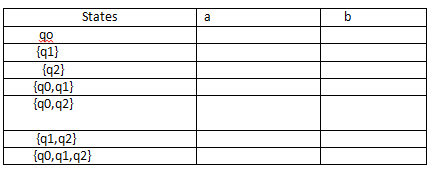 States a b
qo
{q1}
{q2}
{q0,q1}
{q0,q2}
{q1,q2}
{q0,q1,q2}